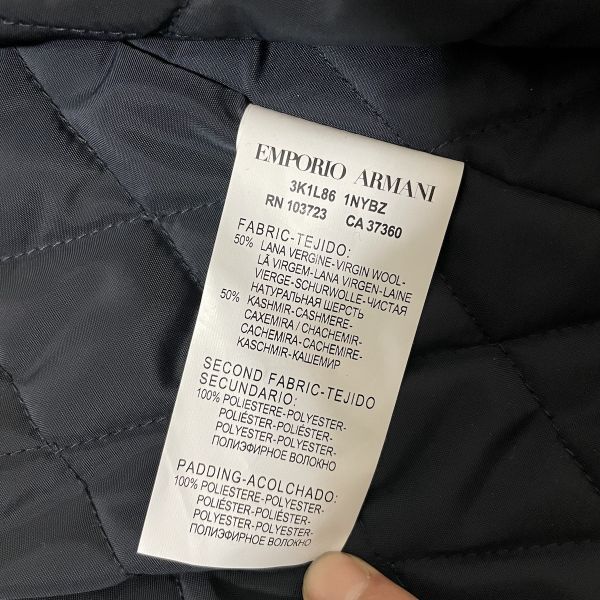 EMPORIO ARMANI
3K1L86 1NYBZ
RN 103723 CA 37360
FABRIC-TEJIDO:
50% LANA VERGINE-VIRGIN WOOL-
LÃ VIRGEM-LANA VIRGEN-LAINE
VIERGE-SCHURWOLLE-ЧИСТАЯ
НАТУРАЛЬНАЯ ШЕРСТЬ
50% KASHMIR-CASHMERE-
CAXEMIRA / CHACHEMIR-
CACHEMIRA-CACHEMIRE-
KASCHMIR-КАШЕМИР
SECOND FABRIC-TEJIDO
SECUNDARIO:
100% POLIESTERE-POLYESTER-
POLIÉSTER-POLIÉSTER-
POLYESTER-POLYESTER-
ПОЛИЭФИРНОЕ ВОЛОКНО
PADDING-ACOLCHADO:
100% POLIESTERE-POLYESTER-
POLIÉSTER-POLIÉSTER-
POLYESTER-POLYESTER-
ПОЛИЭФИРНОЕ ВОЛОКНО